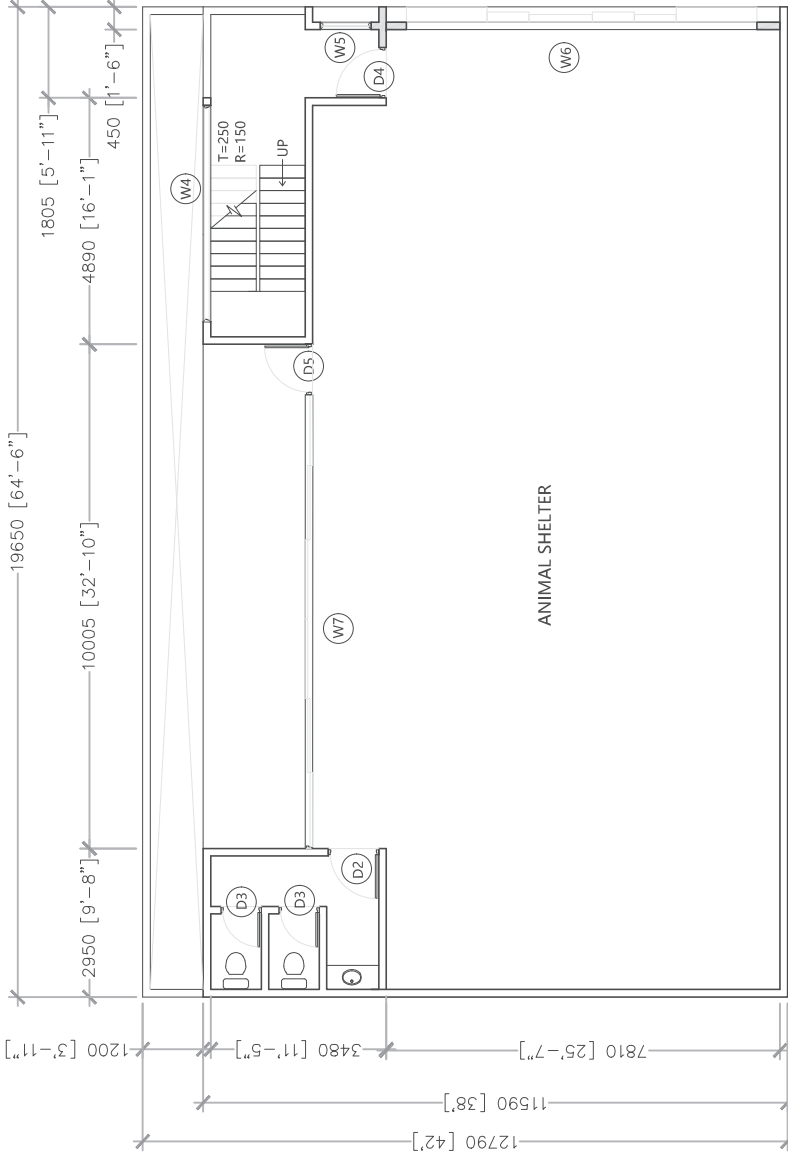 19650 [64'-6"]
1805 [5'-11"]
450 [1'-6"]
2950 [9'-8"]
10005 [32'-10"]
4890 [16'-1"]
W4
T=250
R=150
UP
W5
D4
W6
D5
W7
ANIMAL SHELTER
D3
D3
D2
1200 [3'-11"]
3480 [11'-5"]
7810 [25'-7"]
11590 [38']
12790 [42']